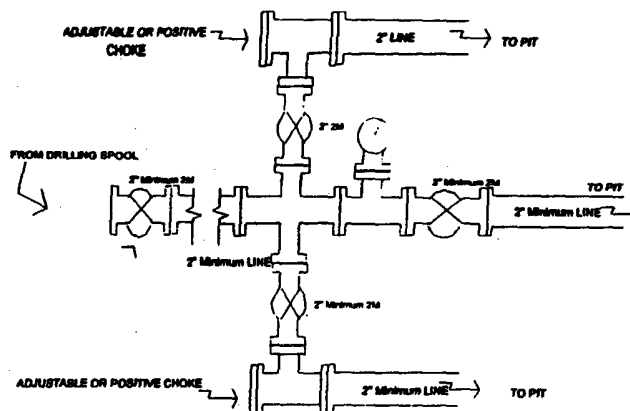 ADJUSTABLE OR POSITIVE
CHOKE
2" LINE
TO PIT
2" 2M
FROM DRILLING SPOOL
2" Minimum 2M
2" Minimum 2M
TO PIT
2" Minimum LINE
2" Minimum LINE
2" Minimum 2M
ADJUSTABLE OR POSITIVE CHOKE
2" Minimum LINE
TO PIT